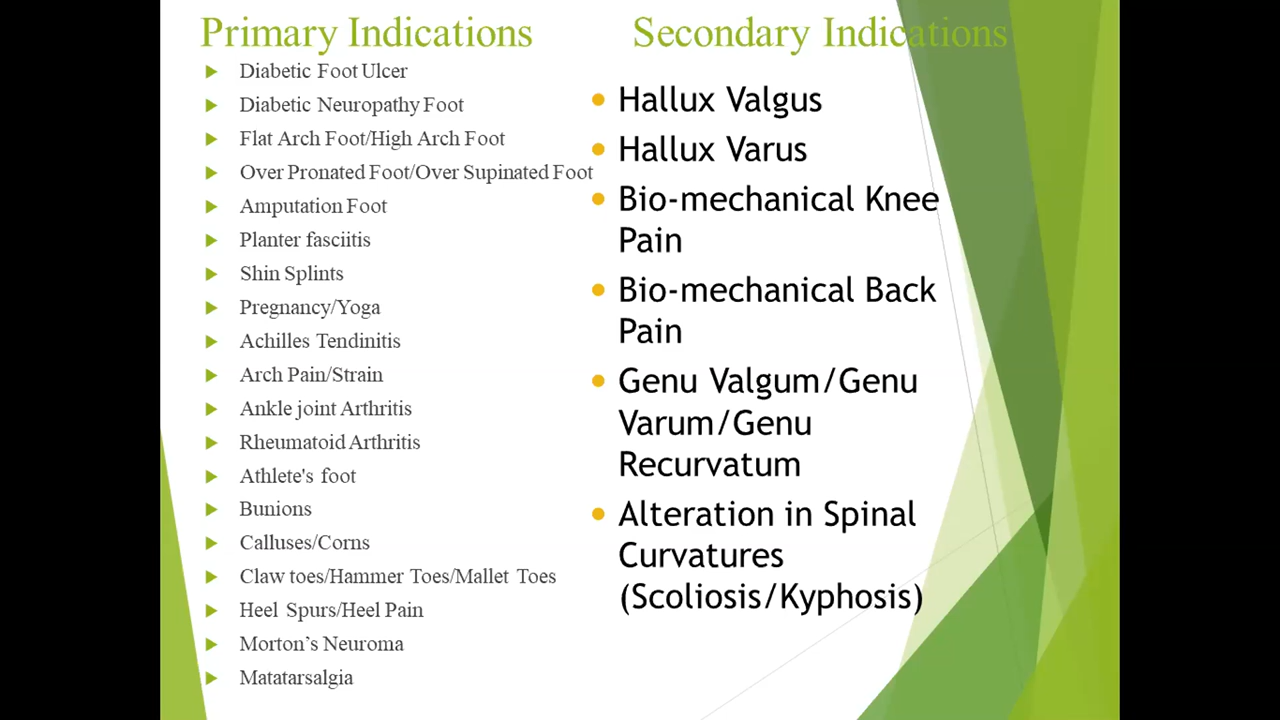 Primary Indications
Diabetic Foot Ulcer
Diabetic Neuropathy Foot
Flat Arch Foot/High Arch Foot
Over Pronated Foot/Over Supinated Foot
Amputation Foot
Planter fasciitis
Shin Splints
Pregnancy/Yoga
Achilles Tendinitis
Arch Pain/Strain
Ankle joint Arthritis
Rheumatoid Arthritis
Athlete's foot
Bunions
Calluses/Corns
Claw toes/Hammer Toes/Mallet Toes
Heel Spurs/Heel Pain
Morton’s Neuroma
Matatarsalgia
Secondary Indications
Hallux Valgus
Hallux Varus
Bio-mechanical Knee
Pain
Bio-mechanical Back
Pain
Genu Valgum/Genu
Varum/Genu
Recurvatum
Alteration in Spinal
Curvatures
(Scoliosis/Kyphosis)